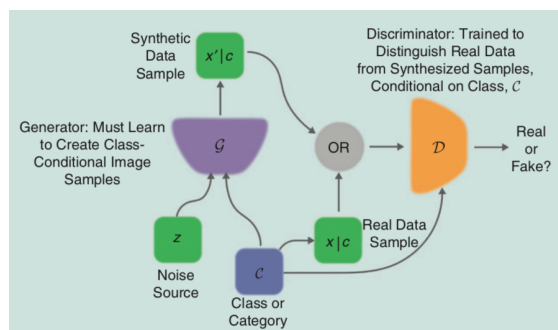 Synthetic
Data
Sample
x′|c
Discriminator: Trained to
Distinguish Real Data
from Synthesized Samples,
Conditional on Class, C
Generator: Must Learn
to Create Class-
Conditional Image
Samples
G
OR
D
Real
or
Fake?
z
Noise
Source
C
Class or
Category
x|c
Real Data
Sample